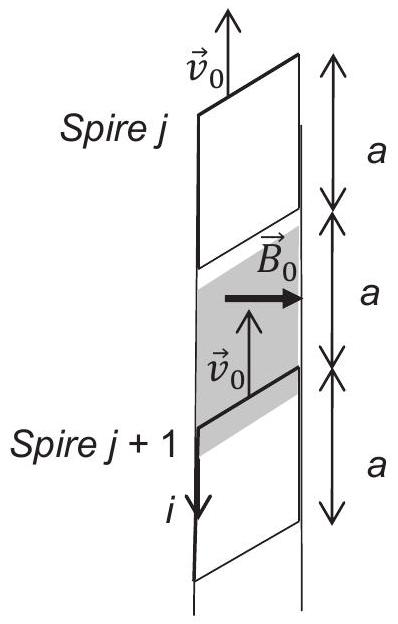 v⃗₀
Spire j
a
B⃗₀
a
v⃗₀
Spire j + 1
a
i